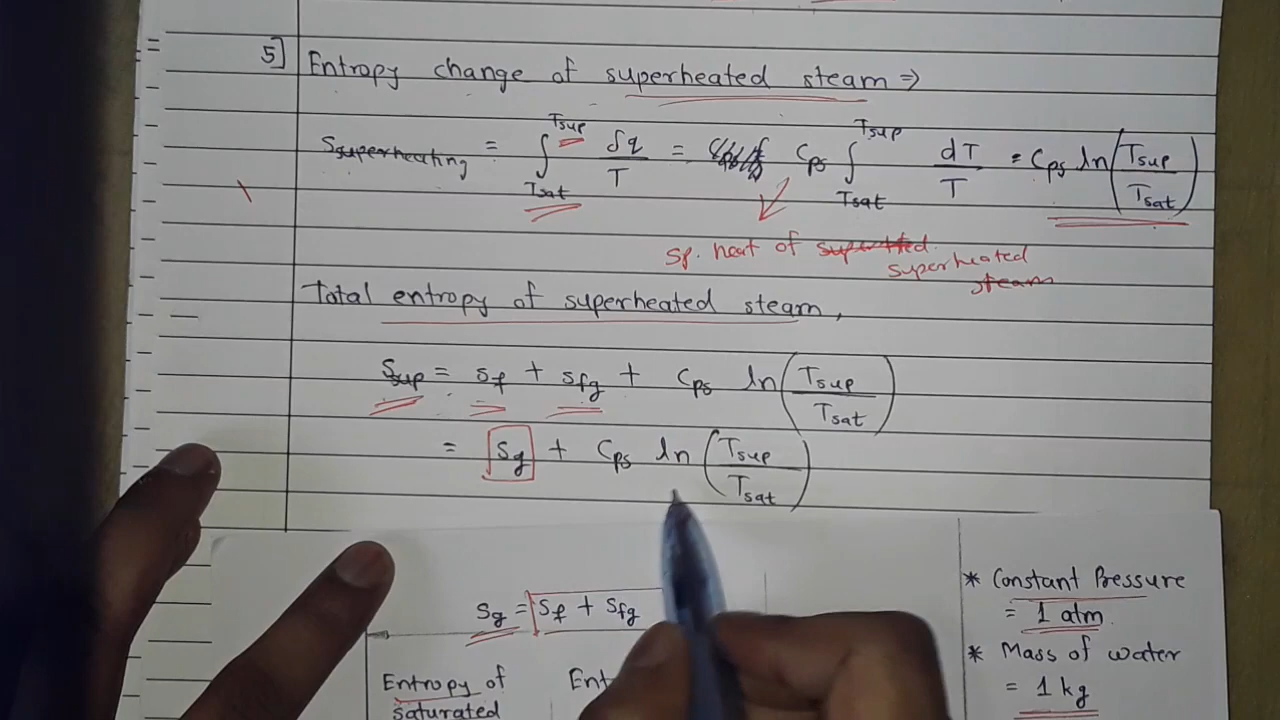 5] Entropy change of superheated steam ⇒
Ssuperheating = ∫Tsat^Tsup δq/T = Cps ∫Tsat^Tsup dT/T = Cps ln(Tsup/Tsat)
sp. heat of superheated
steam
Total entropy of superheated steam,
Ssup = sf + sfg + Cps ln(Tsup/Tsat)
= sg + Cps ln(Tsup/Tsat)
sg = sf + sfg
* Constant Pressure
= 1 atm.
* Mass of water
= 1 kg
Entropy of
saturated
Ent